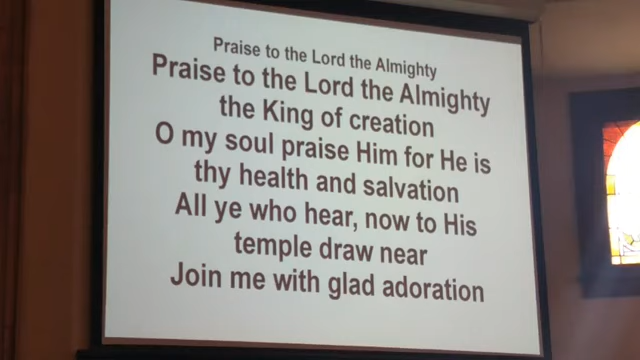 Praise to the Lord the Almighty
Praise to the Lord the Almighty
the King of creation
O my soul praise Him for He is
thy health and salvation
All ye who hear, now to His
temple draw near
Join me with glad adoration